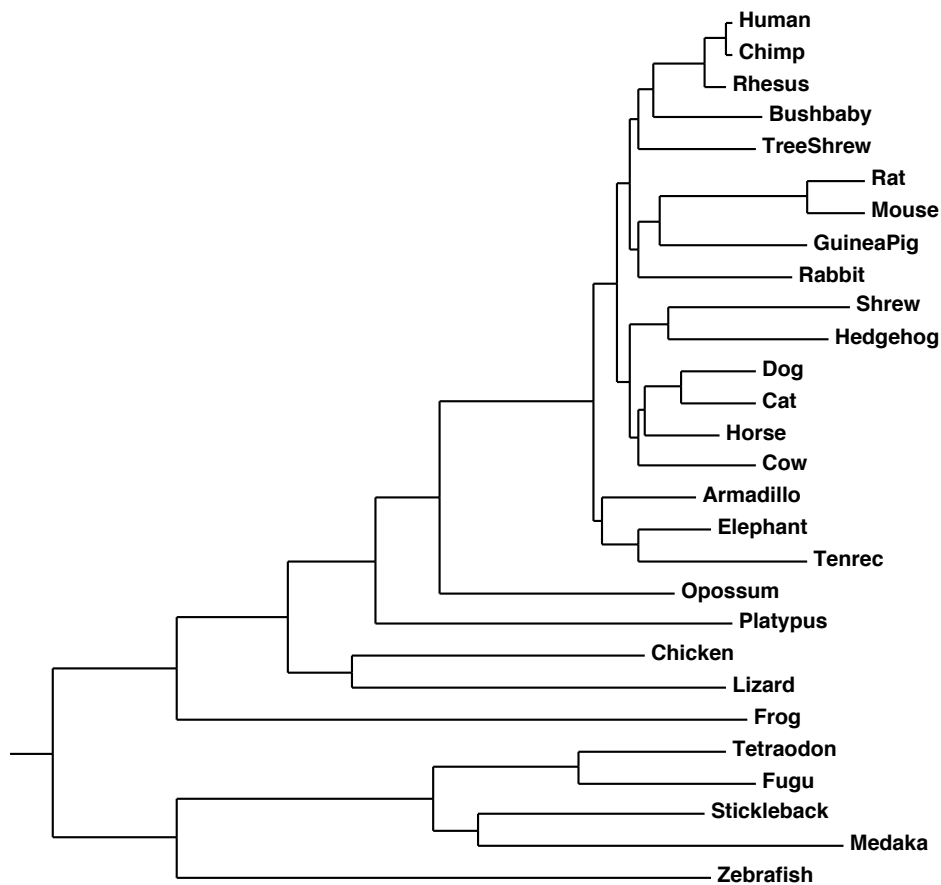 Human
Chimp
Rhesus
Bushbaby
TreeShrew
Rat
Mouse
GuineaPig
Rabbit
Shrew
Hedgehog
Dog
Cat
Horse
Cow
Armadillo
Elephant
Tenrec
Opossum
Platypus
Chicken
Lizard
Frog
Tetraodon
Fugu
Stickleback
Medaka
Zebrafish